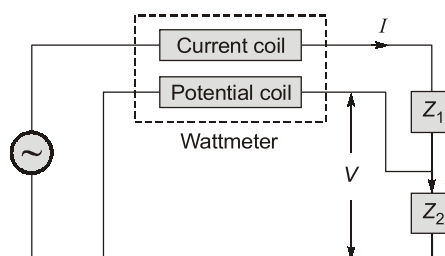 Current coil
I
Potential coil
Z1
Wattmeter
~
V
Z2